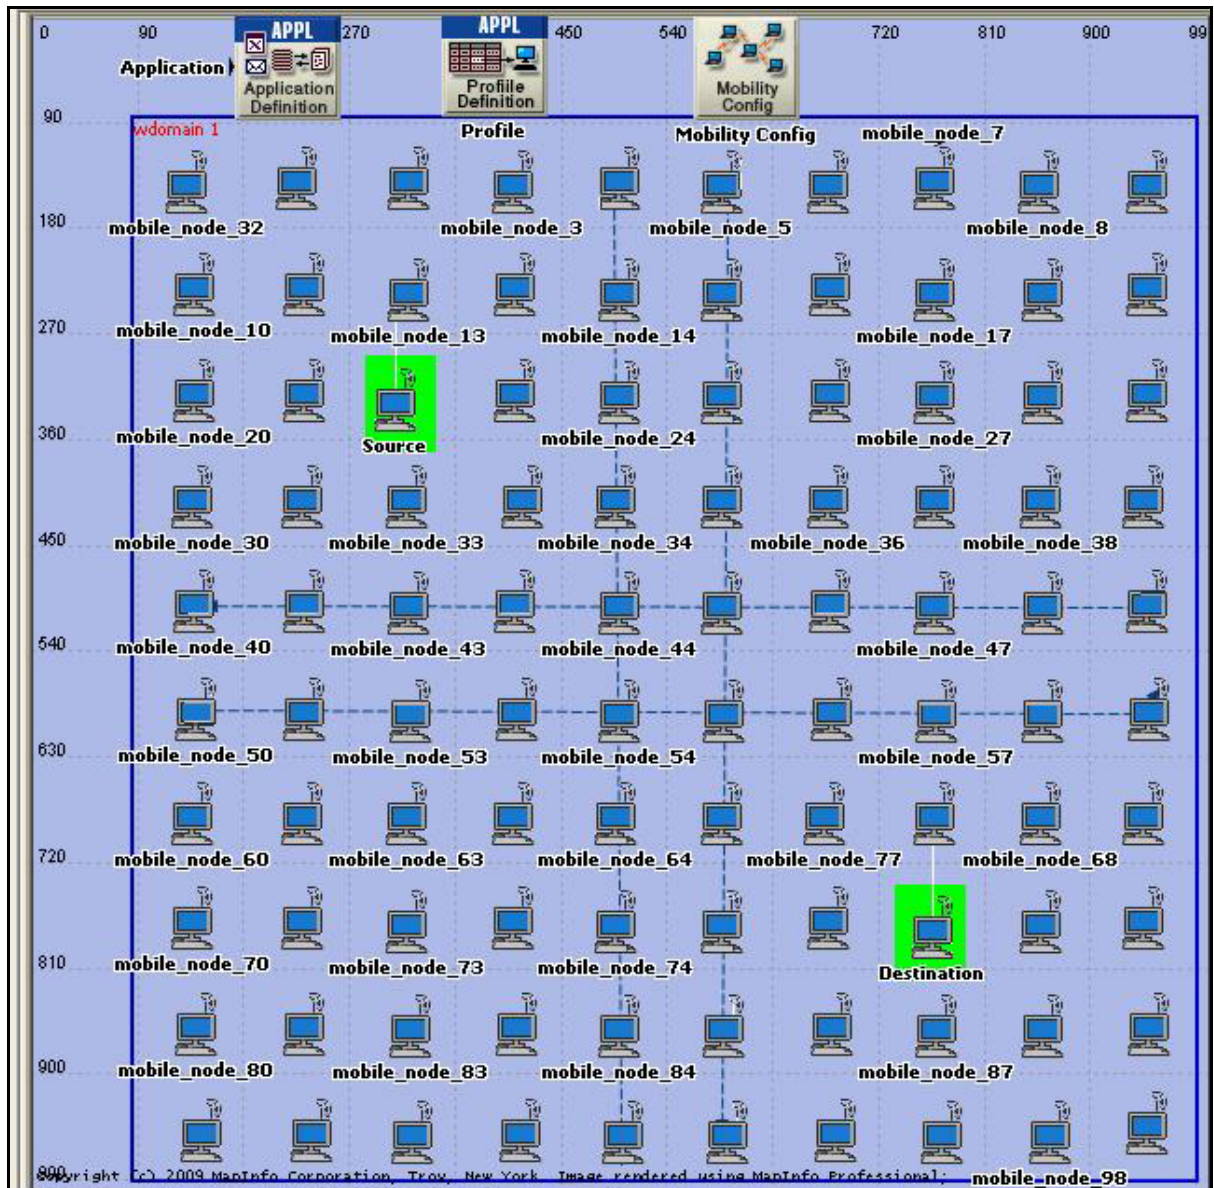 0 90 APPL 270 APPL 450 540 720 810 900 99
Application
Application Definition
Profiile Definition
Mobility Config
90
wdomain 1
Profile
Mobility Config
mobile_node_7
180
mobile_node_32 mobile_node_3 mobile_node_5 mobile_node_8
270
mobile_node_10 mobile_node_13 mobile_node_14 mobile_node_17
360
mobile_node_20 Source mobile_node_24 mobile_node_27
450
mobile_node_30 mobile_node_33 mobile_node_34 mobile_node_36 mobile_node_38
540
mobile_node_40 mobile_node_43 mobile_node_44 mobile_node_47
630
mobile_node_50 mobile_node_53 mobile_node_54 mobile_node_57
720
mobile_node_60 mobile_node_63 mobile_node_64 mobile_node_77 mobile_node_68
810
mobile_node_70 mobile_node_73 mobile_node_74 Destination
900
mobile_node_80 mobile_node_83 mobile_node_84 mobile_node_87
(c) 2009 MapInfo Corporation, Troy, New York. Image rendered using MapInfo Professional;
mobile_node_98